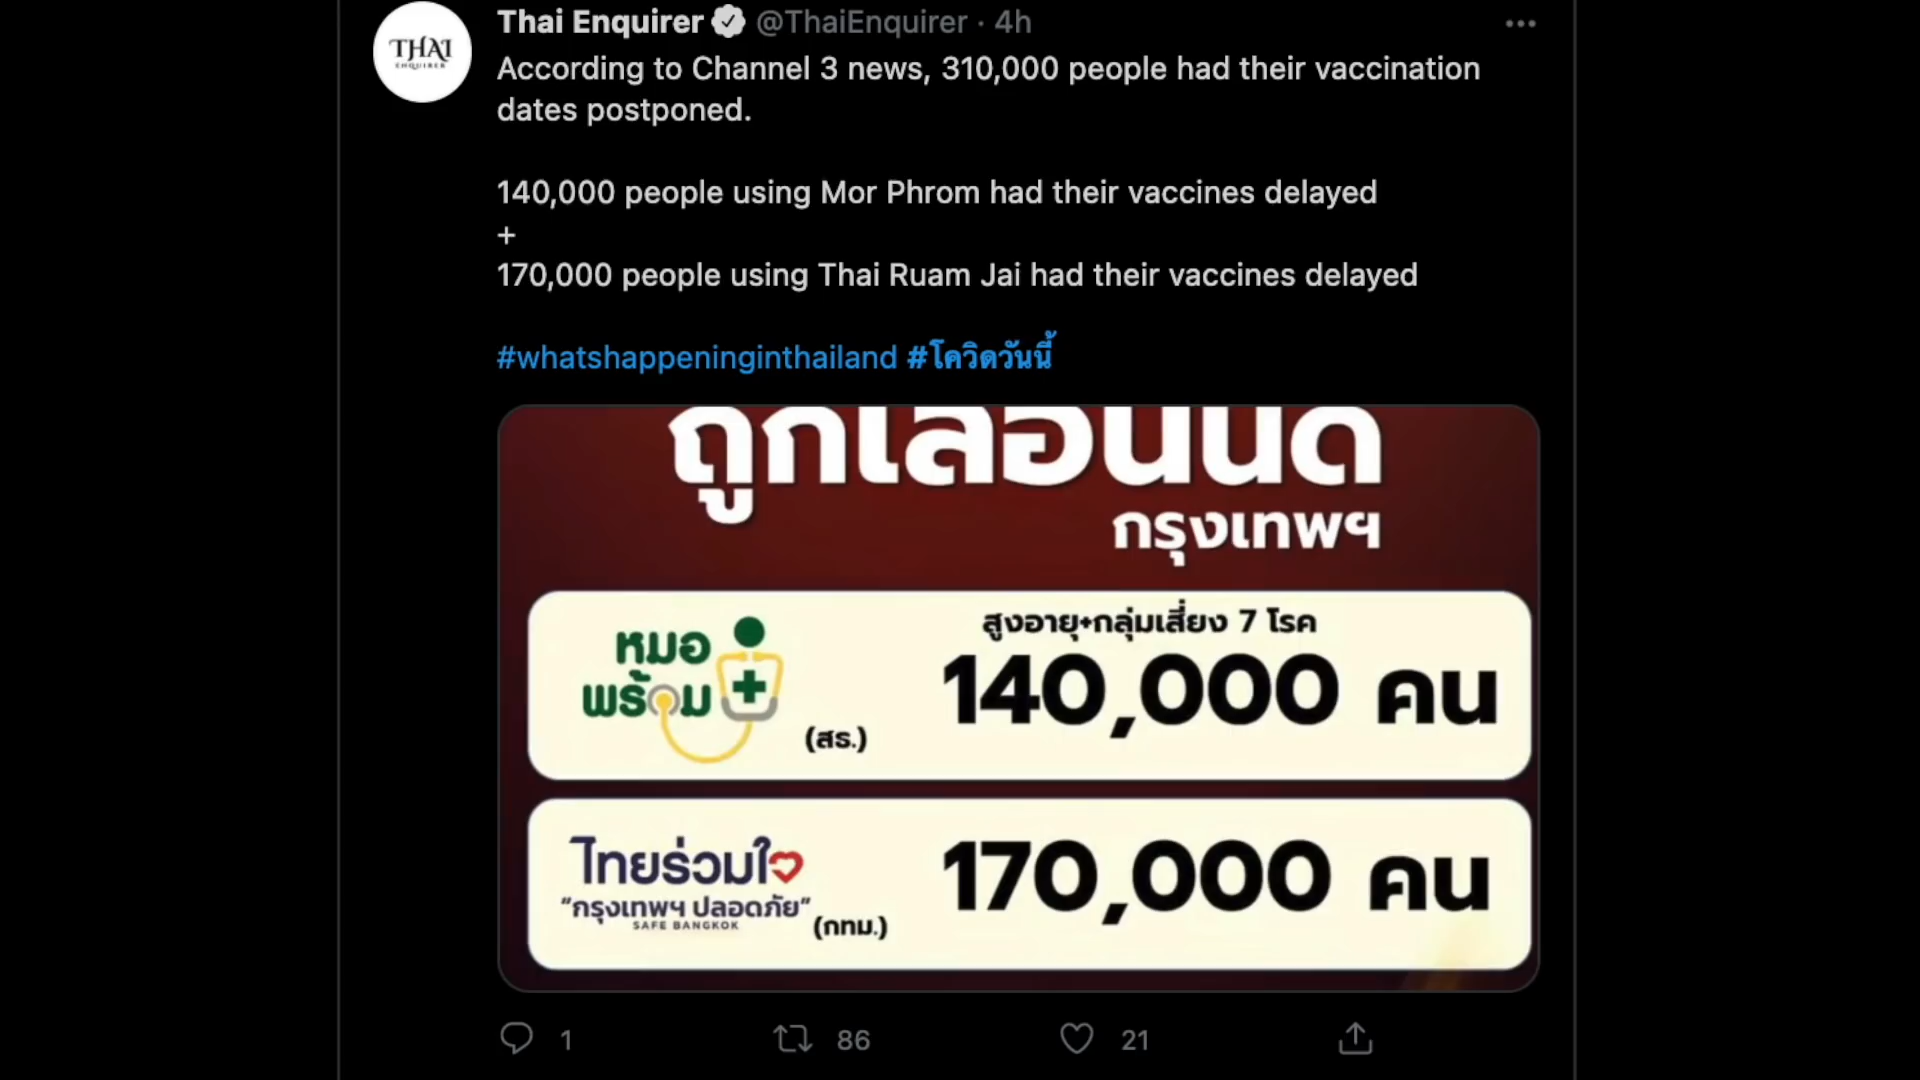 Thai Enquirer @ThaiEnquirer · 4h
According to Channel 3 news, 310,000 people had their vaccination
dates postponed.
140,000 people using Mor Phrom had their vaccines delayed
+
170,000 people using Thai Ruam Jai had their vaccines delayed
#whatshappeninginthailand #โควิดวันนี้
THAI
ENQUIRER
ถูกเลื่อนนัด
กรุงเทพฯ
หมอ
พร้อม
(สธ.)
สูงอายุ+กลุ่มเสี่ยง 7 โรค
140,000 คน
ไทยร่วมใจ
“กรุงเทพฯ ปลอดภัย”
SAFE BANGKOK
(กทม.)
170,000 คน
1 86 21